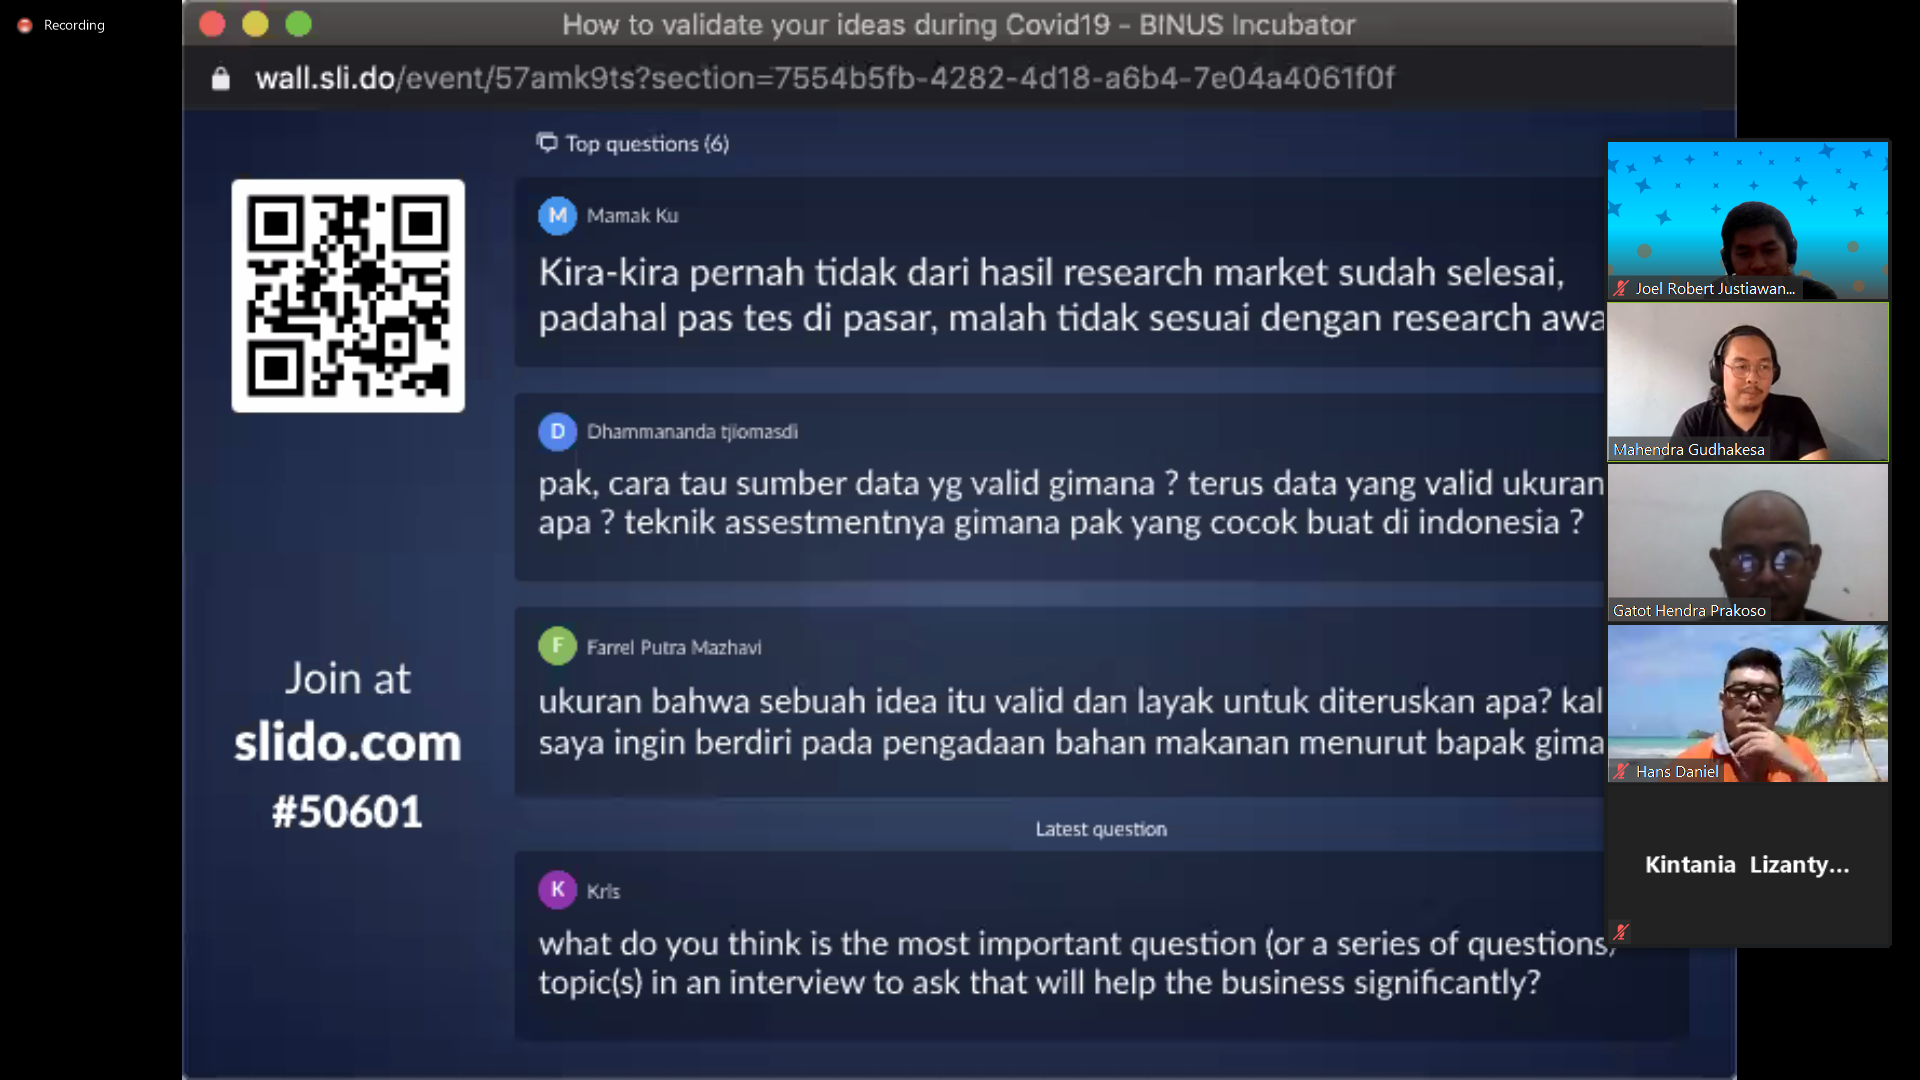 Recording
How to validate your ideas during Covid19 - BINUS Incubator
wall.sli.do/event/57amk9ts?section=7554b5fb-4282-4d18-a6b4-7e04a4061f0f
Top questions (6)
M Mamak Ku
Kira-kira pernah tidak dari hasil research market sudah selesai,
padahal pas tes di pasar, malah tidak sesuai dengan research awa
D Dhammananda tjiomasdi
pak, cara tau sumber data yg valid gimana ? terus data yang valid ukuran
apa ? teknik assestmentnya gimana pak yang cocok buat di indonesia ?
F Farrel Putra Mazhavi
ukuran bahwa sebuah idea itu valid dan layak untuk diteruskan apa? kal
saya ingin berdiri pada pengadaan bahan makanan menurut bapak gima
Latest question
K Kris
what do you think is the most important question (or a series of questions/
topic(s) in an interview to ask that will help the business significantly?
Join at
slido.com
#50601
Joel Robert Justiawan...
Mahendra Gudhakesa
Gatot Hendra Prakoso
Hans Daniel
Kintania Lizanty...